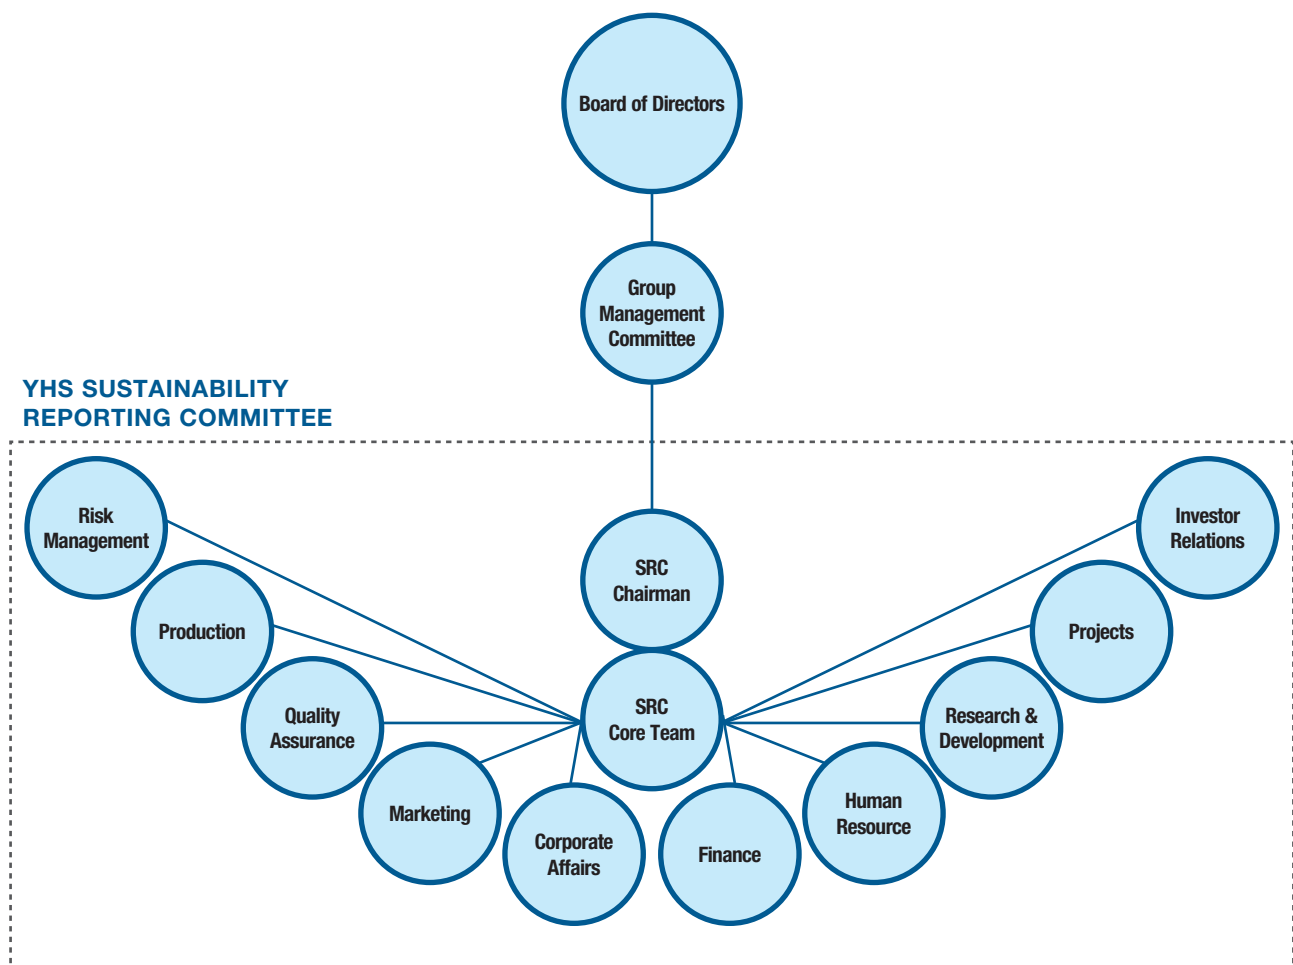 Board of Directors
Group
Management
Committee
YHS SUSTAINABILITY
REPORTING COMMITTEE
Risk
Management
Investor
Relations
SRC
Chairman
Production
Projects
SRC
Core Team
Quality
Assurance
Research &
Development
Marketing
Human
Resource
Corporate
Affairs
Finance